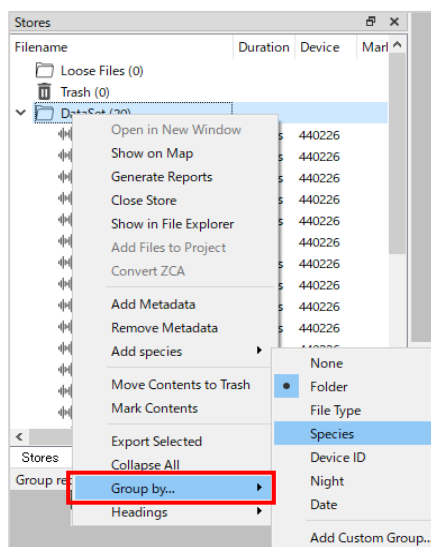 Stores
Filename Duration Device Mark
Loose Files (0)
Trash (0)
DataSet (20)
Open in New Window
s 440226
Show on Map
440226
Generate Reports
s 440226
Close Store
440226
Show in File Explorer
s 440226
Add Files to Project
440226
Convert ZCA
s 440226
s 440226
Add Metadata
s 440226
Remove Metadata
s 440226
Add species
None
Move Contents to Trash
Folder
Mark Contents
File Type
Export Selected
Species
Stores
Collapse All
Device ID
Group by...
Night
Headings
Date
Add Custom Group...